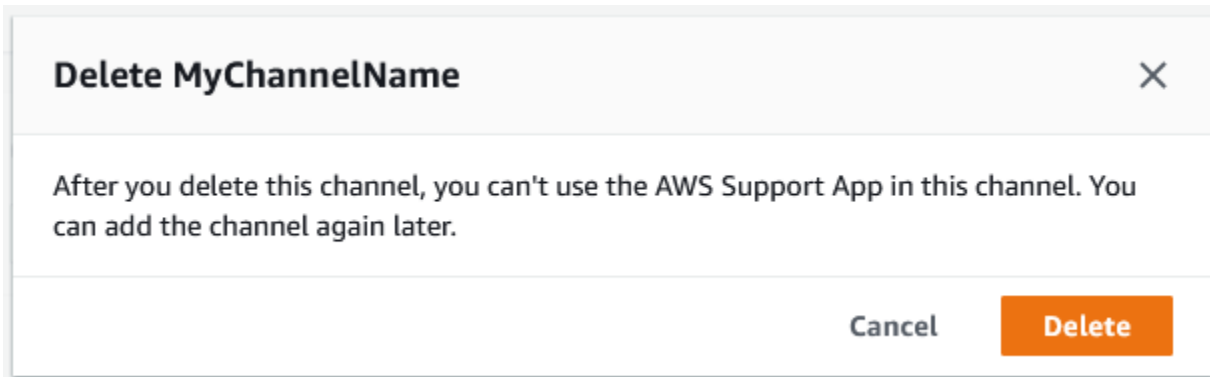 Delete MyChannelName
After you delete this channel, you can't use the AWS Support App in this channel. You
can add the channel again later.
Cancel
Delete